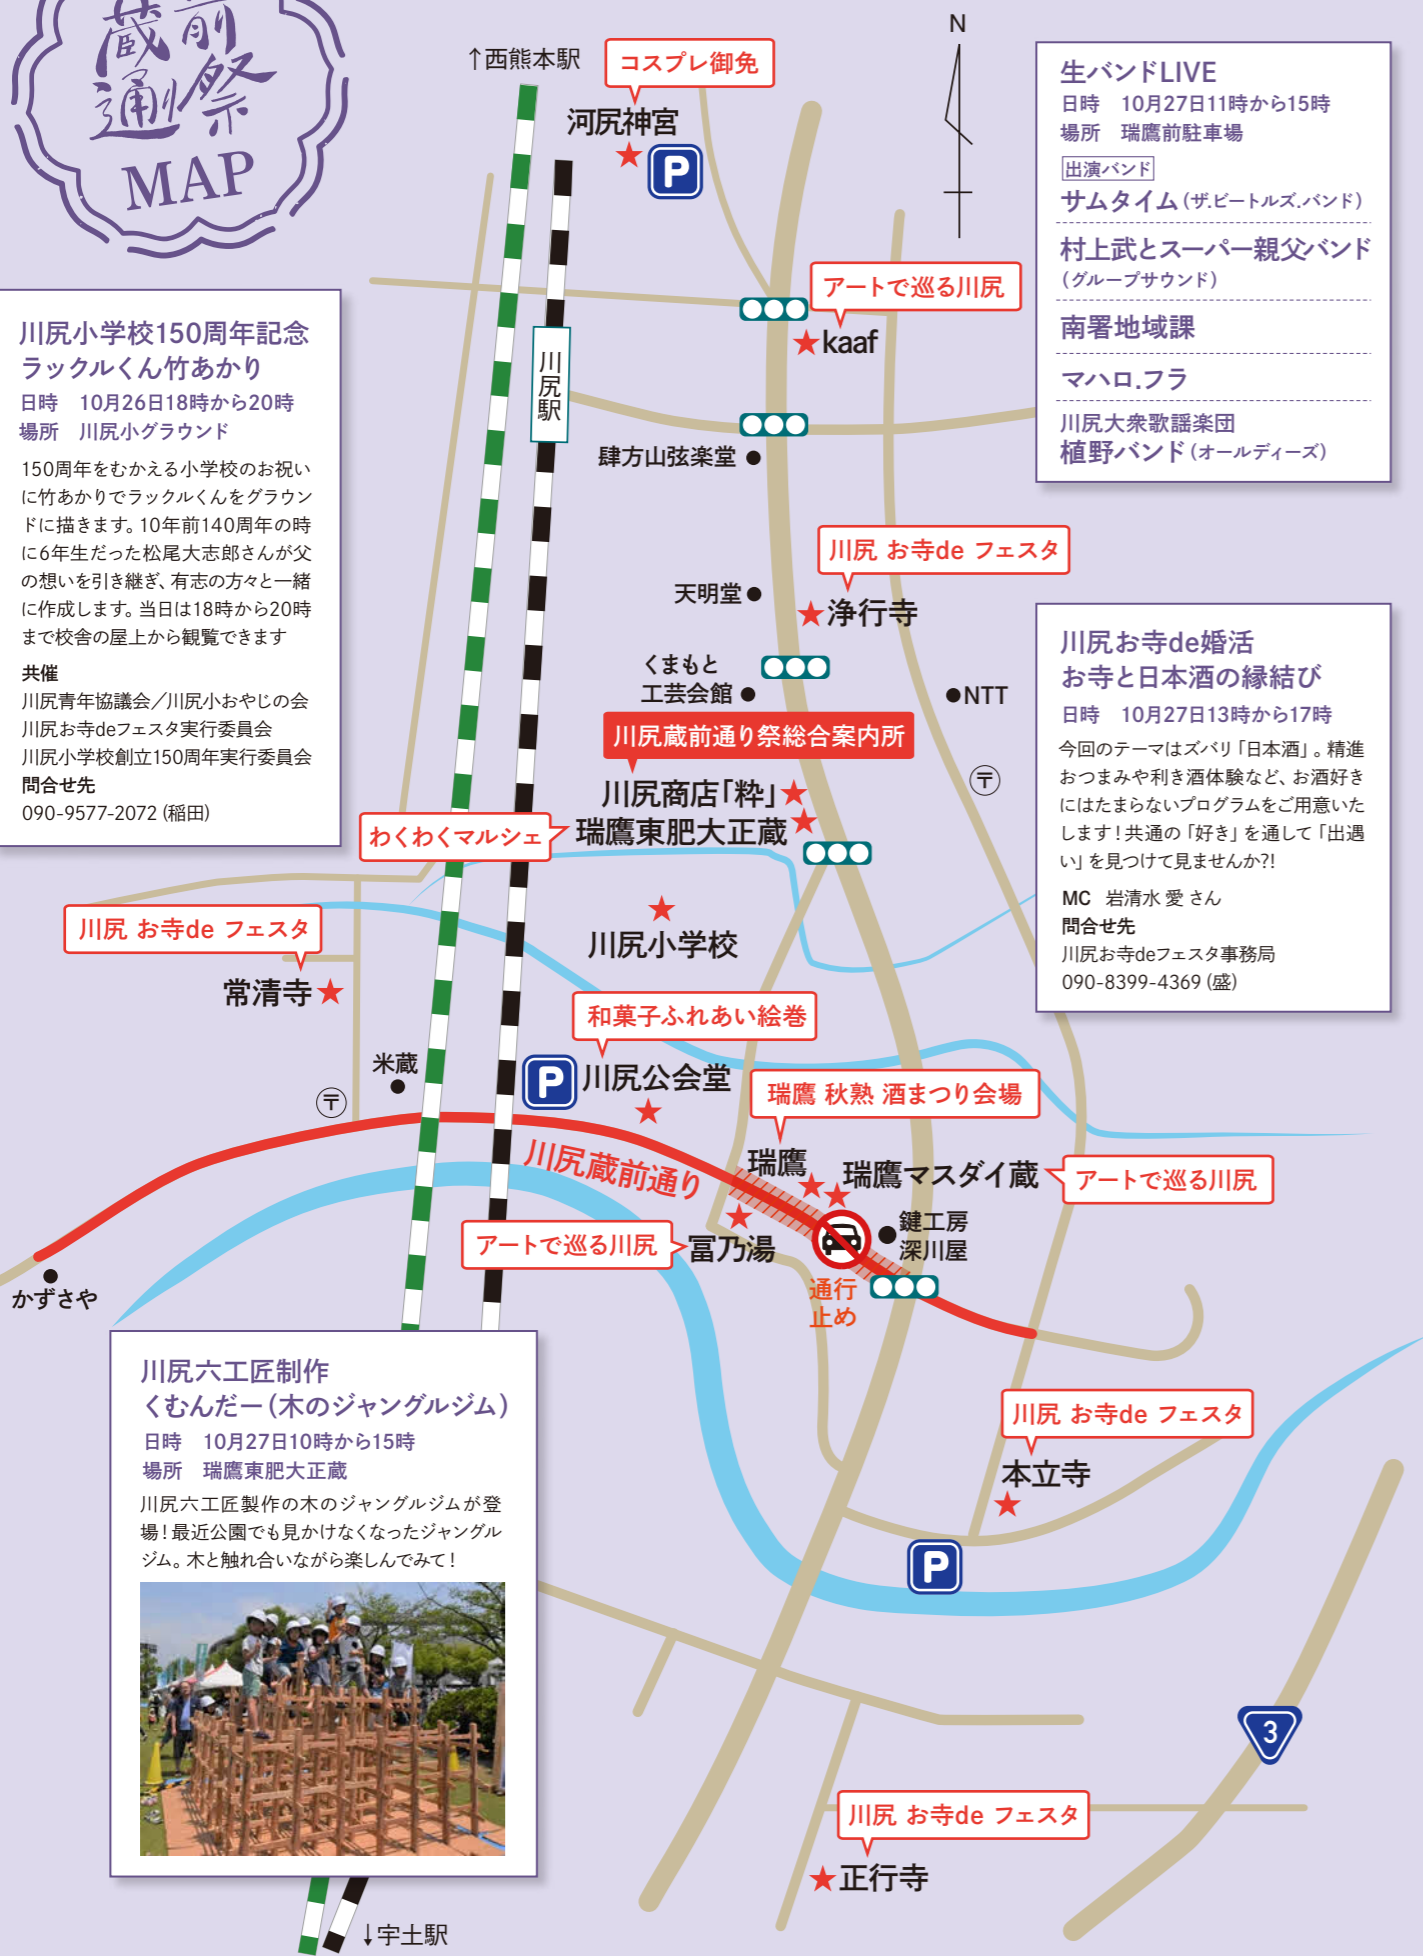 蔵前
通り祭
MAP
↑西熊本駅
コスプレ御免
河尻神宮
P
N
生バンドLIVE
日時 10月27日11時から15時
場所 瑞鷹前駐車場
出演バンド
サムタイム（ザ.ビートルズ.バンド）
村上武とスーパー親父バンド
（グループサウンド）
南署地域課
マハロ.フラ
川尻大衆歌謡楽団
植野バンド（オールディーズ）
川尻小学校150周年記念
ラックルくん竹あかり
日時 10月26日18時から20時
場所 川尻小グラウンド
150周年をむかえる小学校のお祝い
に竹あかりでラックルくんをグラウン
ドに描きます。10年前140周年の時
に6年生だった松尾大志郎さんが父
の想いを引き継ぎ、有志の方々と一緒
に作成します。当日は18時から20時
まで校舎の屋上から観覧できます
共催
川尻青年協議会／川尻小おやじの会
川尻お寺deフェスタ実行委員会
川尻小学校創立150周年実行委員会
問合せ先
090-9577-2072 (稲田)
アートで巡る川尻
kaaf
川尻駅
肆方山弦楽堂
川尻 お寺de フェスタ
天明堂
浄行寺
くまもと
工芸会館
NTT
川尻蔵前通り祭総合案内所
川尻商店「粋」
〒
わくわくマルシェ
瑞鷹東肥大正蔵
川尻お寺de婚活
お寺と日本酒の縁結び
日時 10月27日13時から17時
今回のテーマはズバリ「日本酒」。精進
おつまみや利き酒体験など、お酒好き
にはたまらないプログラムをご用意いた
します！共通の「好き」を通して「出遇
い」を見つけて見ませんか?!
MC 岩清水 愛 さん
問合せ先
川尻お寺deフェスタ事務局
090-8399-4369 (盛)
川尻 お寺de フェスタ
常清寺
川尻小学校
和菓子ふれあい絵巻
米蔵
P
川尻公会堂
〒
瑞鷹 秋熟 酒まつり会場
川尻蔵前通り
瑞鷹
瑞鷹マスダイ蔵
アートで巡る川尻
アートで巡る川尻
冨乃湯
鍵工房
深川屋
通行
止め
かずさや
川尻六工匠制作
くむんだー（木のジャングルジム）
日時 10月27日10時から15時
場所 瑞鷹東肥大正蔵
川尻六工匠製作の木のジャングルジムが登
場！最近公園でも見かけなくなったジャングル
ジム。木と触れ合いながら楽しんでみて！
川尻 お寺de フェスタ
本立寺
P
3
川尻 お寺de フェスタ
正行寺
↓宇土駅